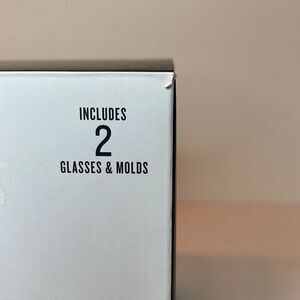 INCLUDES
2
GLASSES & MOLDS